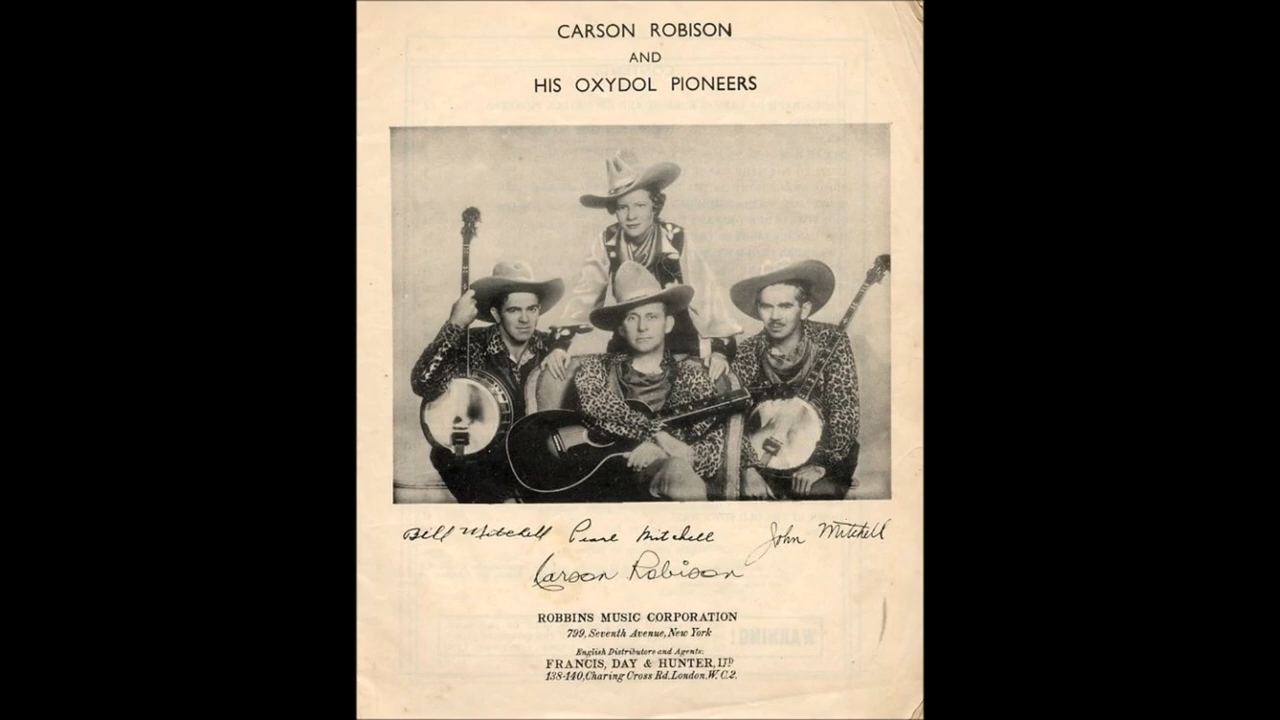 CARSON ROBISON
AND
HIS OXYDOL PIONEERS
Bill Mitchell Pearl Mitchell John Mitchell
Carson Robison
ROBBINS MUSIC CORPORATION
799, Seventh Avenue, New York
English Distributors and Agents:
FRANCIS, DAY & HUNTER, LTD
138-140, Charing Cross Rd. London. W.C.2.
WARNING!